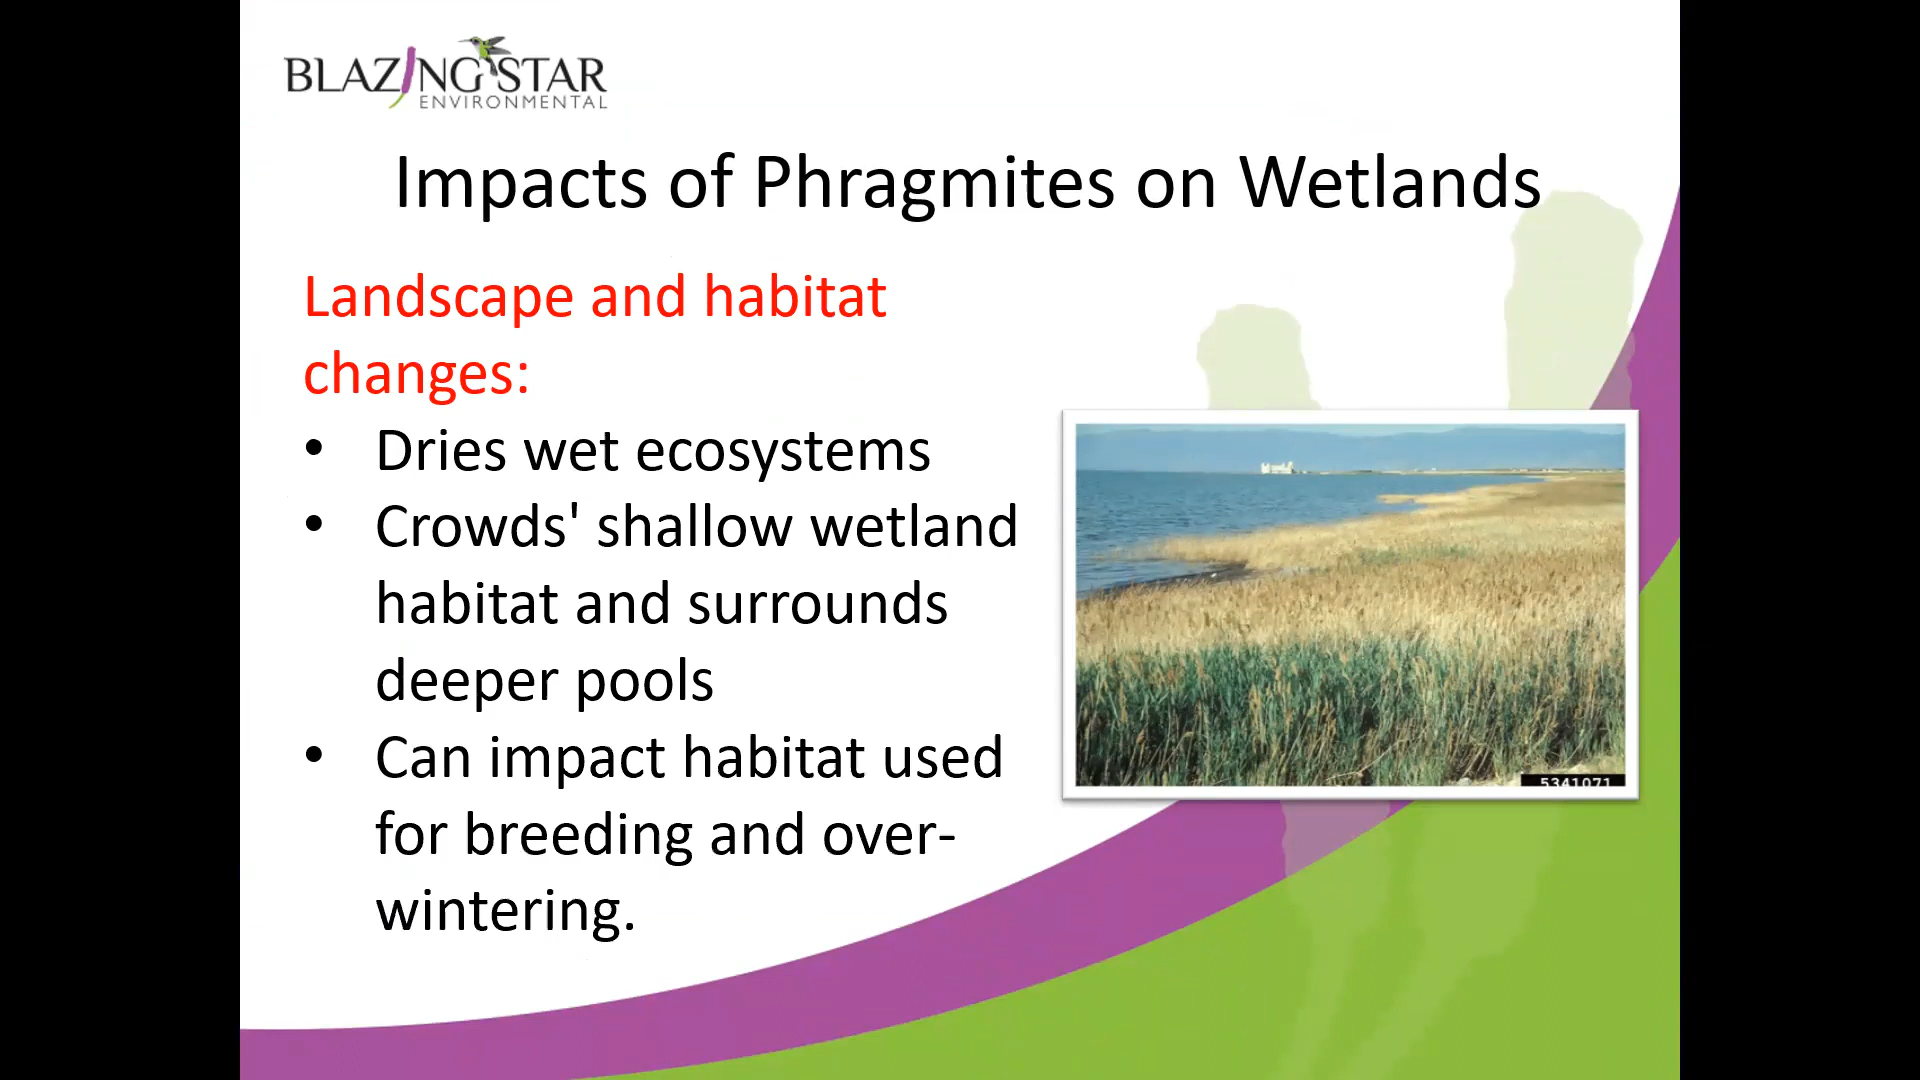 BLAZING STAR
ENVIRONMENTAL
Impacts of Phragmites on Wetlands
Landscape and habitat
changes:
• Dries wet ecosystems
• Crowds' shallow wetland
habitat and surrounds
deeper pools
• Can impact habitat used
for breeding and over-
wintering.
5341071